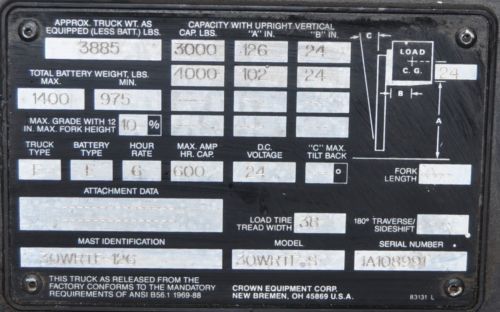 APPROX. TRUCK WT. AS
EQUIPPED (LESS BATT.) LBS.
3885
CAPACITY WITH UPRIGHT VERTICAL
CAP. LBS. "A" IN. "B" IN.
3000 126 24
4000 102 24
TOTAL BATTERY WEIGHT, LBS.
MAX. MIN.
1400 975
MAX. GRADE WITH 12
IN. MAX. FORK HEIGHT 10 %
C
LOAD
C.G.
24
B
A
TRUCK TYPE
BATTERY TYPE
HOUR RATE
MAX. AMP HR. CAP.
D.C. VOLTAGE
"C" MAX. TILT BACK
FORK LENGTH
E E 6 600 24 °
ATTACHMENT DATA
LOAD TIRE
TREAD WIDTH 38
180° TRAVERSE/
SIDESHIFT
MAST IDENTIFICATION MODEL SERIAL NUMBER
30WRTL-126 30WRTL-S 1A108991
THIS TRUCK AS RELEASED FROM THE
FACTORY CONFORMS TO THE MANDATORY
REQUIREMENTS OF ANSI B56.1 1969-88
CROWN EQUIPMENT CORP.
NEW BREMEN, OH 45869 U.S.A.
83131 L